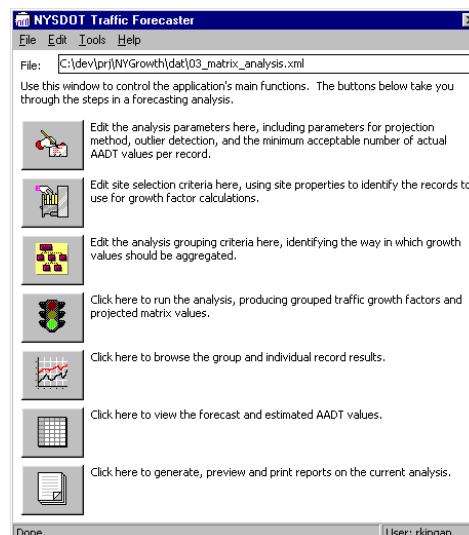 NYSDOT Traffic Forecaster
File Edit Tools Help
File: C:\dev\prj\NYGrowth\dat\03_matrix_analysis.xml
Use this window to control the application's main functions. The buttons below take you
through the steps in a forecasting analysis.
Edit the analysis parameters here, including parameters for projection
method, outlier detection, and the minimum acceptable number of actual
AADT values per record.
Edit site selection criteria here, using site properties to identify the records to
use for growth factor calculations.
Edit the analysis grouping criteria here, identifying the way in which growth
values should be aggregated.
Click here to run the analysis, producing grouped traffic growth factors and
projected matrix values.
Click here to browse the group and individual record results.
Click here to view the forecast and estimated AADT values.
Click here to generate, preview and print reports on the current analysis.
Done. User: rkingan